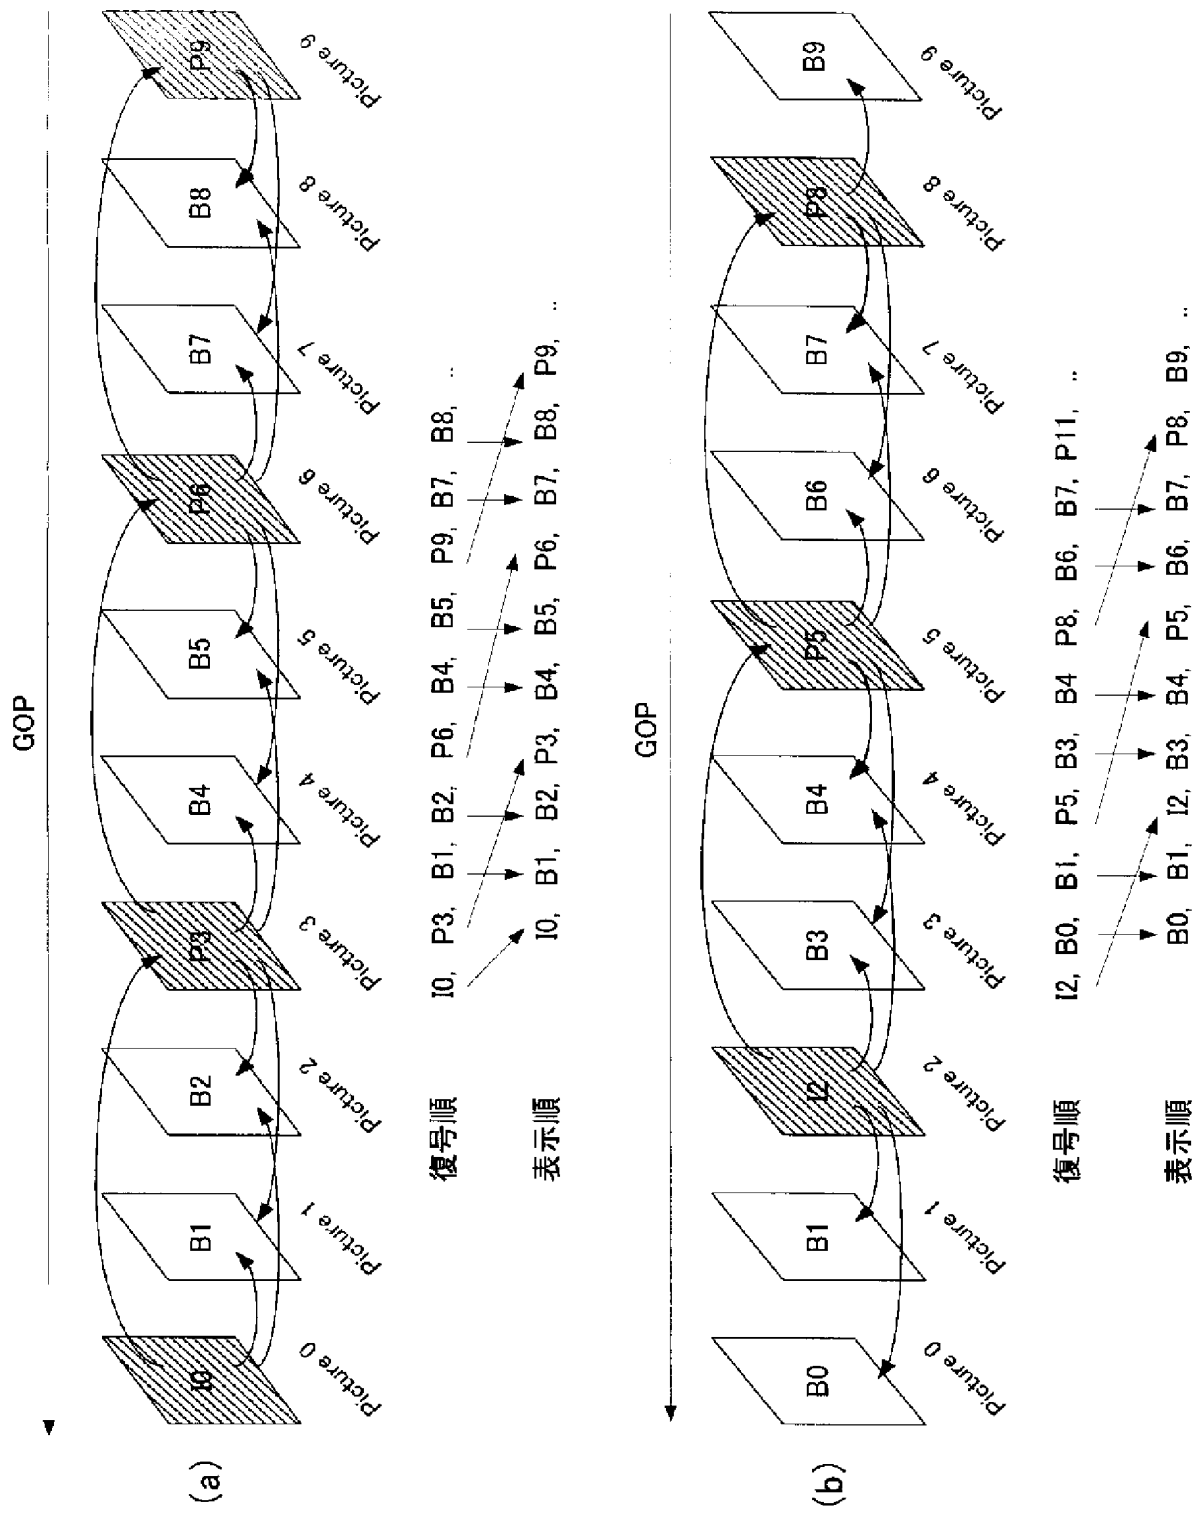 (a)
GOP
I0 B1 B2 P3 B4 B5 P6 B7 B8 P9
Picture 0 Picture 1 Picture 2 Picture 3 Picture 4 Picture 5 Picture 6 Picture 7 Picture 8 Picture 9
復号順 I0, P3, B1, B2, P6, B4, B5, P9, B7, B8, ..
表示順 I0, B1, B2, P3, B4, B5, P6, B7, B8, P9, ..
(b)
GOP
B0 B1 I2 B3 B4 P5 B6 B7 P8 B9
Picture 0 Picture 1 Picture 2 Picture 3 Picture 4 Picture 5 Picture 6 Picture 7 Picture 8 Picture 9
復号順 I2, B0, B1, P5, B3, B4 P8, B6, B7, P11, ..
表示順 B0, B1, I2, B3, B4, P5, B6, B7, P8, B9, ..